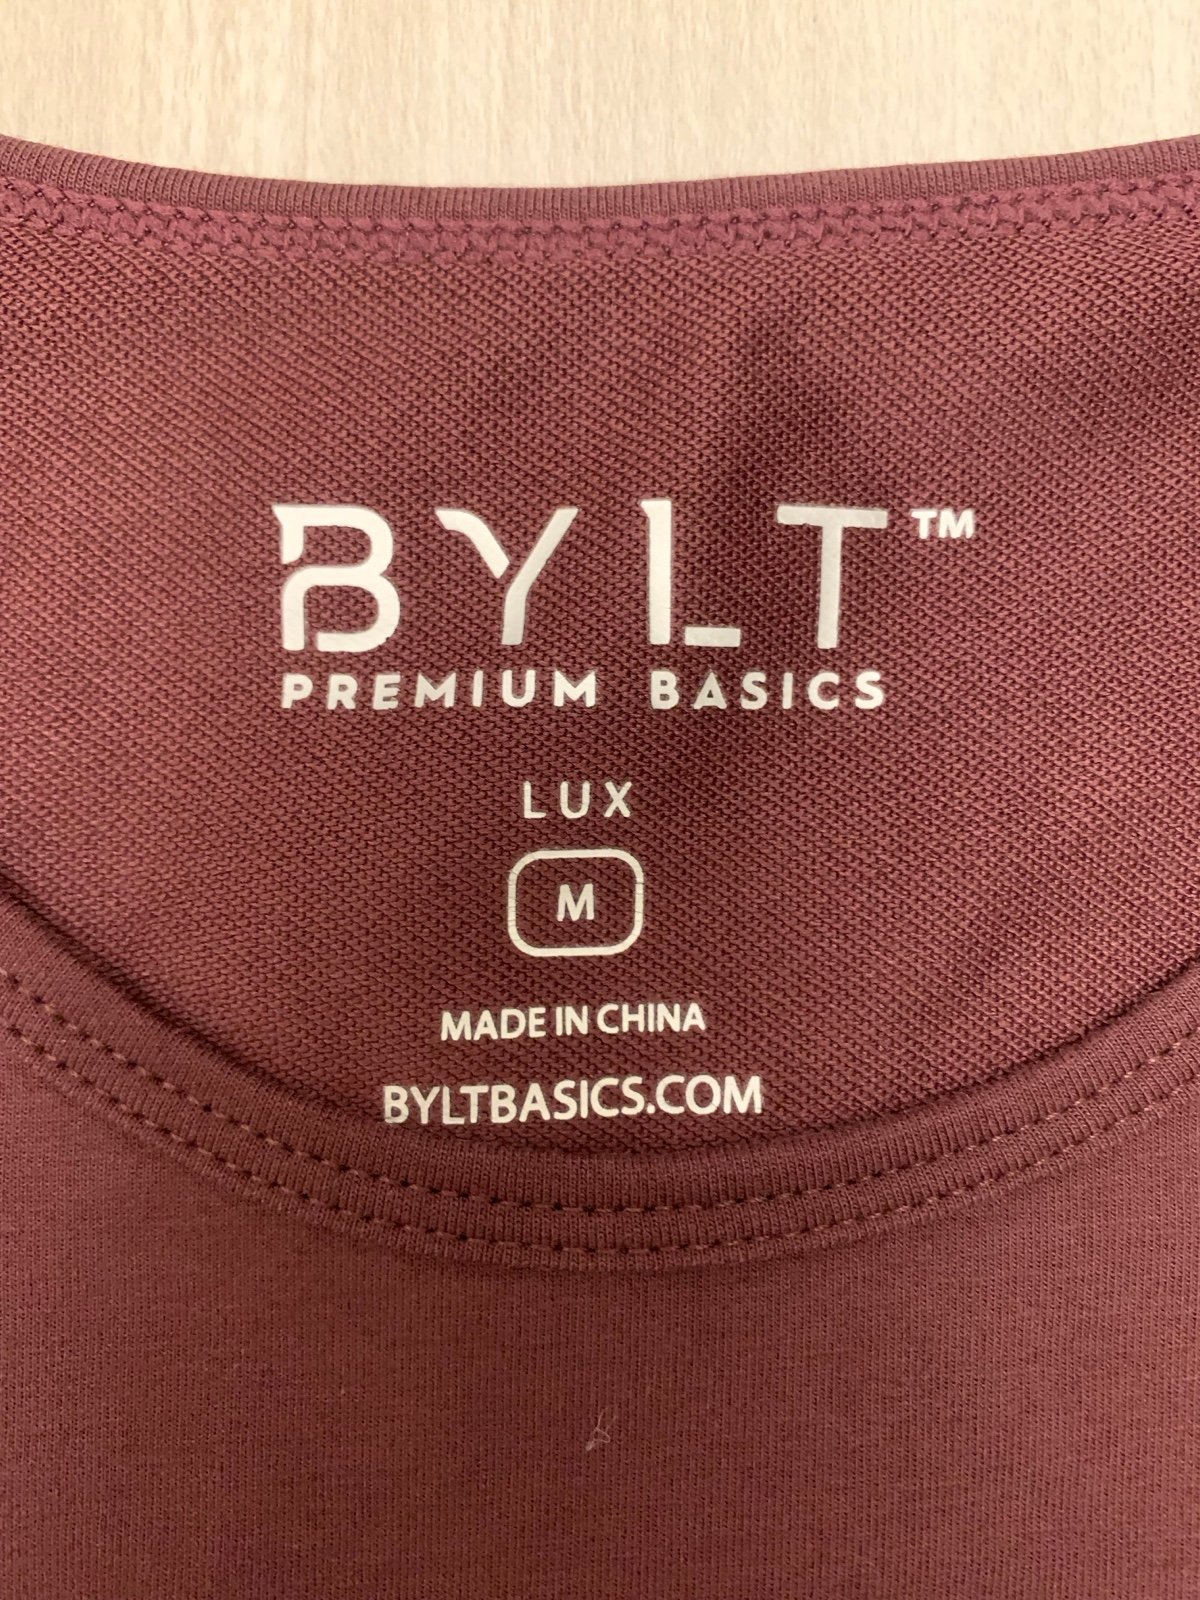 BYLT™
PREMIUM BASICS
LUX
M
MADE IN CHINA
BYLTBASICS.COM